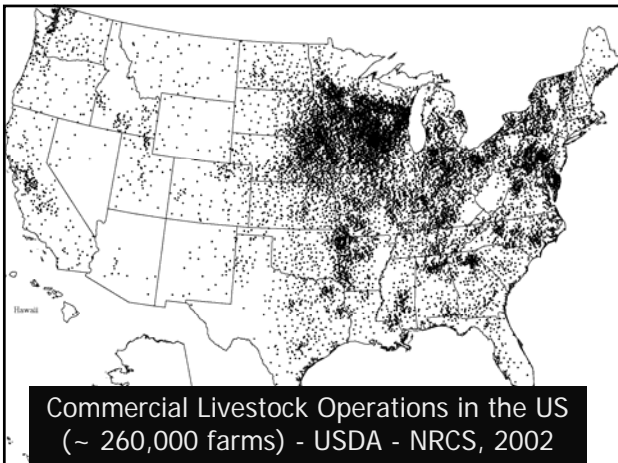 Hawaii
Commercial Livestock Operations in the US
(~ 260,000 farms) - USDA - NRCS, 2002